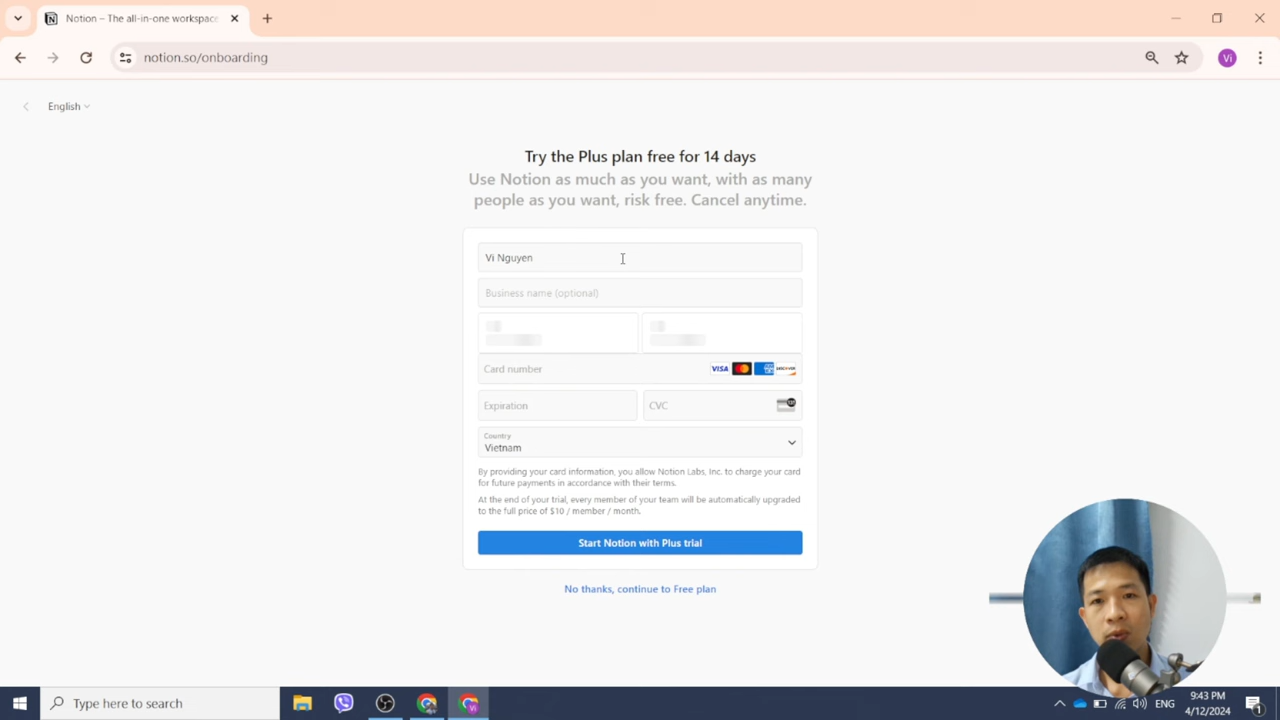 Notion – The all-in-one workspace
notion.so/onboarding
Vi
English
Try the Plus plan free for 14 days
Use Notion as much as you want, with as many
people as you want, risk free. Cancel anytime.
Vi Nguyen
Business name (optional)
Card number
VISA
Expiration
CVC
Country
Vietnam
By providing your card information, you allow Notion Labs, Inc. to charge your card
for future payments in accordance with their terms.
At the end of your trial, every member of your team will be automatically upgraded
to the full price of $10 / member / month.
Start Notion with Plus trial
No thanks, continue to Free plan
Type here to search
ENG
9:43 PM
4/12/2024
1